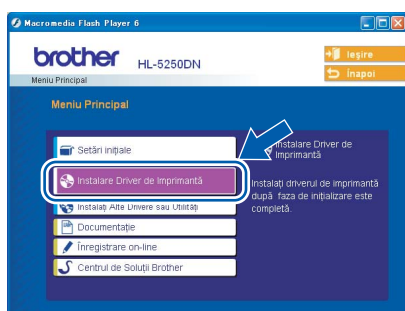 Macromedia Flash Player 6
brother
HL-5250DN
Ieşire
Înapoi
Meniu Principal
Meniu Principal
Setări iniţiale
Instalare Driver de Imprimantă
Instalaţi Alte Drivere sau Utilităţi
Documentaţie
Înregistrare on-line
Centrul de Soluţii Brother
Instalare Driver de
Imprimantă
Instalaţi driverul de imprimantă
după faza de iniţializare este
completă.